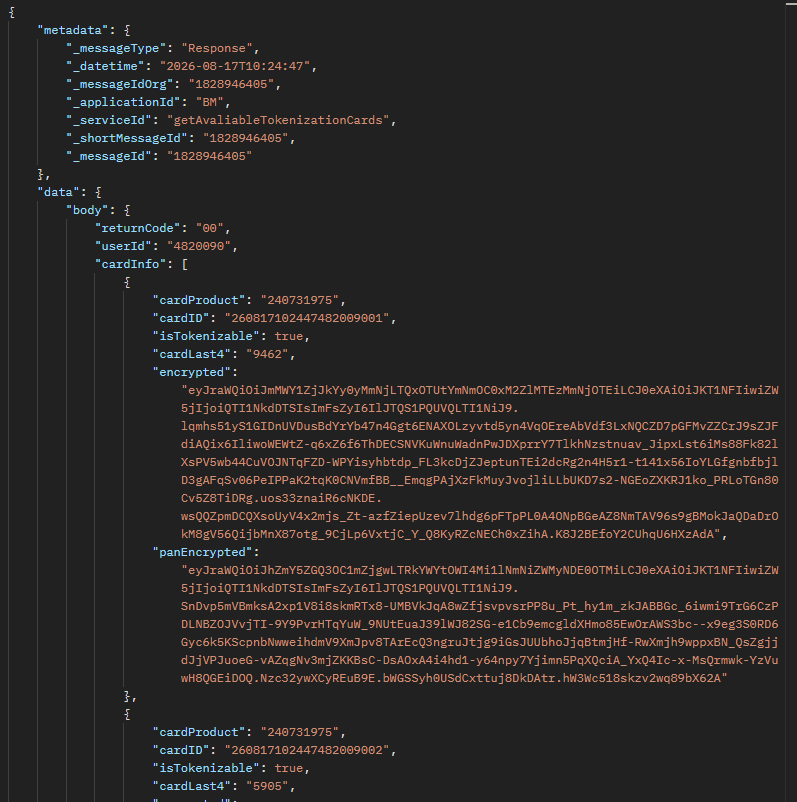 {
"metadata": {
"_messageType": "Response",
"_datetime": "2026-08-17T10:24:47",
"_messageIdOrg": "1828946405",
"_applicationId": "BM",
"_serviceId": "getAvaliableTokenizationCards",
"_shortMessageId": "1828946405",
"_messageId": "1828946405"
},
"data": {
"body": {
"returnCode": "00",
"userId": "4820090",
"cardInfo": [
{
"cardProduct": "240731975",
"cardID": "260817102447482009001",
"isTokenizable": true,
"cardLast4": "9462",
"encrypted":
"eyJraWQiOiJmMWY1ZjJkYy0yMmNjLTQxOTUtYmNmOC0xM2ZlMTEzMmNjOTEiLCJ0eXAiOiJKT1NFIiwiZW
5jIjoiQTI1NkdDTSIsImFsZyI6IlJTQS1PQUVQLTI1NiJ9.
lqmhs51yS1GIDnUVDusBdYrYb47n4Ggt6ENAXOLzyvtd5yn4VqOEreAbVdf3LxNQCZD7pGFMvZZCrJ9sZJF
diAQix6IliwoWEWtZ-q6xZ6f6ThDECSNVKuWnuWadnPwJDXprrY7TlkhNzstnuav_JipxLst6iMs88Fk82l
XsPV5wb44CuVOJNTqFZD-WPYisyhbtdp_FL3kcDjZJeptunTEi2dcRg2n4H5r1-t141x56IoYLGfgnbfbjl
D3gAFqSv06PeIPPaK2tqK0CNVmfBB__EmqgPAjXzFkMuyJvojliLLbUKD7s2-NGEoZXKRJ1ko_PRLoTGn80
Cv5Z8TiDRg.uos33znaiR6cNKDE.
wsQQZpmDCQXsoUyV4x2mjs_Zt-azfZiepUzev7lhdg6pFTpPL0A4ONpBGeAZ8NmTAV96s9gBMokJaQDaDrO
kM8gV56QijbMnX87otg_9CjLp6VxtjC_Y_Q8KyRZcNECh0xZihA.K8J2BEfoY2CUhqU6HXzAdA",
"panEncrypted":
"eyJraWQiOiJhZmY5ZGQ3OC1mZjgwLTRkYWYtOWI4Mi1lNmNiZWMyNDE0OTMiLCJ0eXAiOiJKT1NFIiwiZW
5jIjoiQTI1NkdDTSIsImFsZyI6IlJTQS1PQUVQLTI1NiJ9.
SnDvp5mVBmksA2xp1V8i8skmRTx8-UMBVkJqA8wZfjsvpvsrPP8u_Pt_hy1m_zkJABBGc_6iwmi9TrG6CzP
DLNBZOJVvjTI-9Y9PvrHTqYuW_9NUtEuaJ39lWJ82SG-e1Cb9emcgldXHmo85EwOrAWS3bc--x9eg3S0RD6
Gyc6k5KScpnbNwweihdmV9XmJpv8TArEcQ3ngruJtjg9iGsJUUbhoJjqBtmjHf-RwXmjh9wppxBN_QsZgjj
dJjVPJuoeG-vAZqgNv3mjZKKBsC-DsAOxA4i4hd1-y64npy7Yjimn5PqXQciA_YxQ4Ic-x-MsQrmwk-YzVu
wH8QGEiDOQ.Nzc32ywXCyREuB9E.bWGSSyh0USdCxttuj8DkDAtr.hW3Wc518skzv2wq89bX62A"
},
{
"cardProduct": "240731975",
"cardID": "260817102447482009002",
"isTokenizable": true,
"cardLast4": "5905",